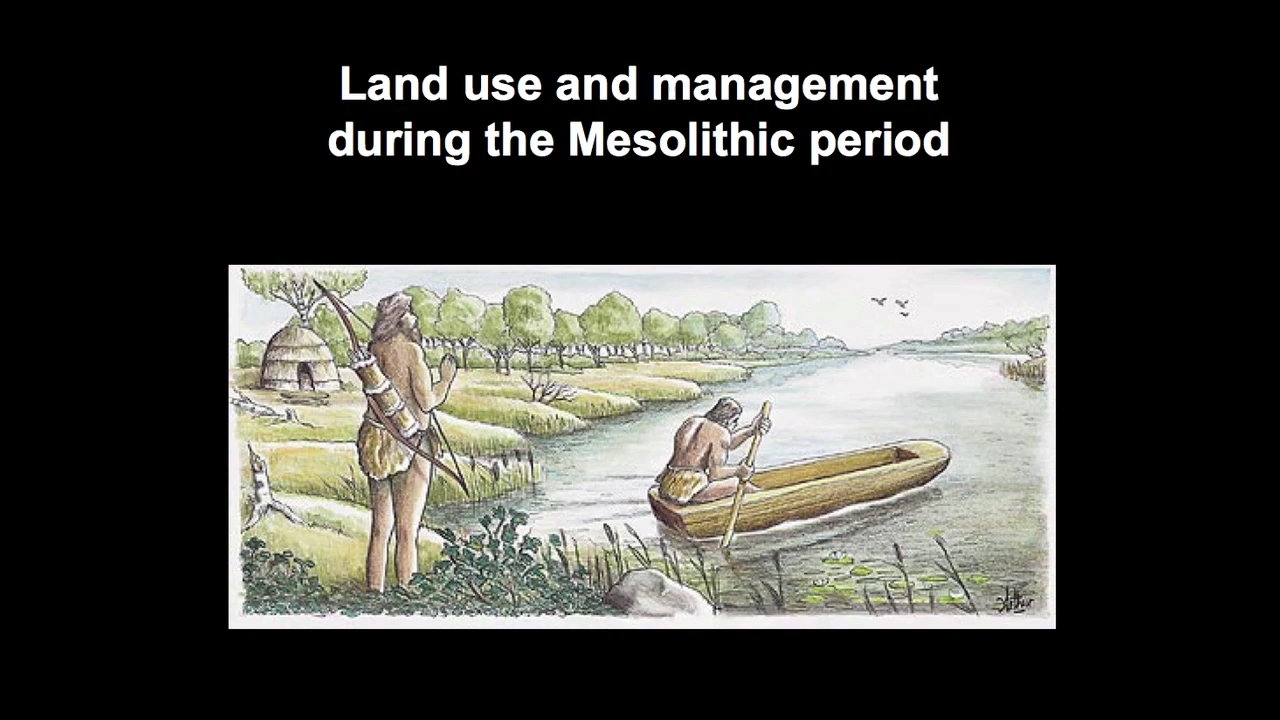 Land use and management
during the Mesolithic period